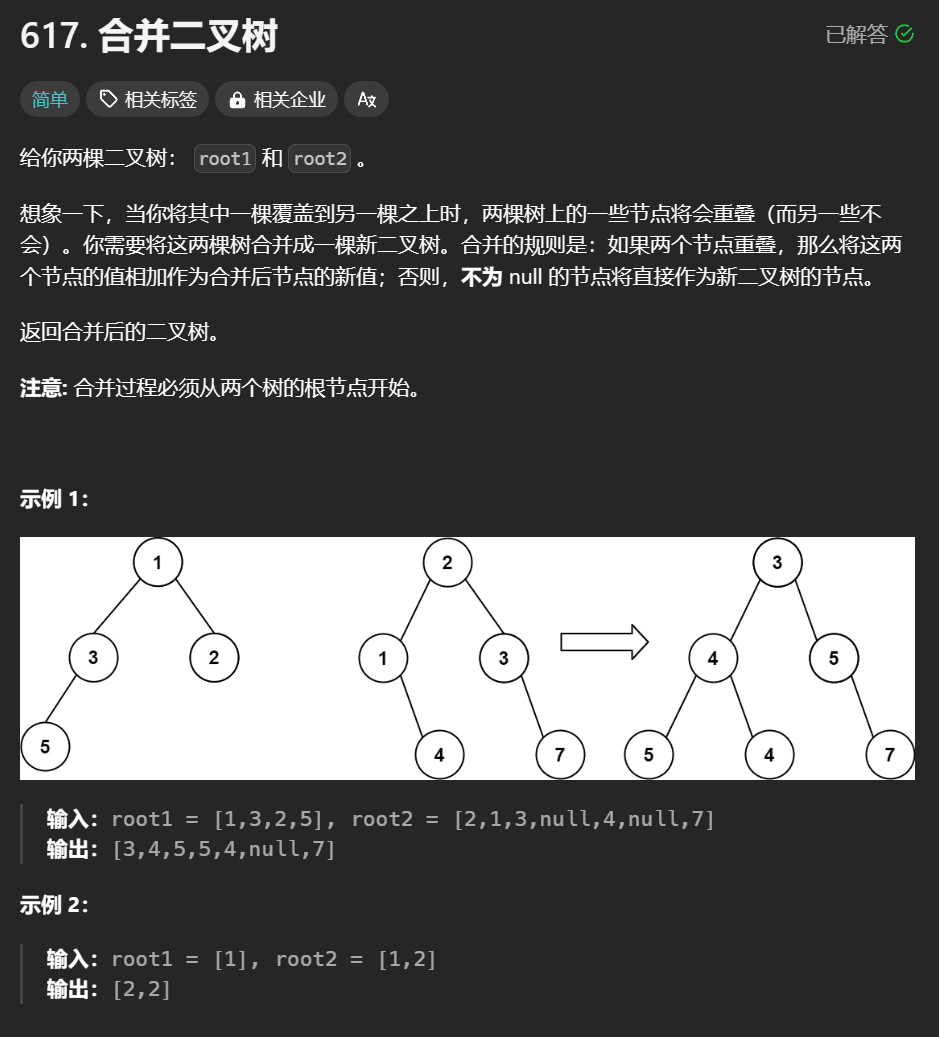 617. 合并二叉树
已解答
简单 相关标签 相关企业 A文
给你两棵二叉树： root1 和 root2 。
想象一下，当你将其中一棵覆盖到另一棵之上时，两棵树上的一些节点将会重叠（而另一些不
会）。你需要将这两棵树合并成一棵新二叉树。合并的规则是：如果两个节点重叠，那么将这两
个节点的值相加作为合并后节点的新值；否则，不为 null 的节点将直接作为新二叉树的节点。
返回合并后的二叉树。
注意: 合并过程必须从两个树的根节点开始。
示例 1：
1 2 3
3 2 1 3 4 5
5 4 7 5 4 7
输入：root1 = [1,3,2,5], root2 = [2,1,3,null,4,null,7]
输出：[3,4,5,5,4,null,7]
示例 2：
输入：root1 = [1], root2 = [1,2]
输出：[2,2]